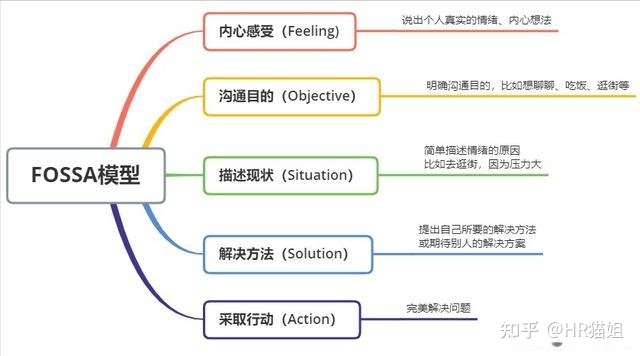 内心感受（Feeling）
说出个人真实的情绪、内心想法
沟通目的（Objective）
明确沟通目的，比如想聊聊、吃饭、逛街等
FOSSA模型
描述现状（Situation）
简单描述情绪的原因
比如去逛街，因为压力大
解决方法（Solution）
提出自己所要的解决方法
或期待别人的解决方案
采取行动（Action）
完美解决问题
知乎 @HR猫姐